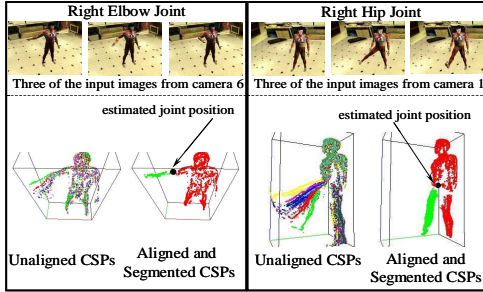 Right Elbow Joint
Three of the input images from camera 6
estimated joint position
Unaligned CSPs
Aligned and
Segmented CSPs
Right Hip Joint
Three of the input images from camera 1
estimated joint position
Unaligned CSPs
Aligned and
Segmented CSPs